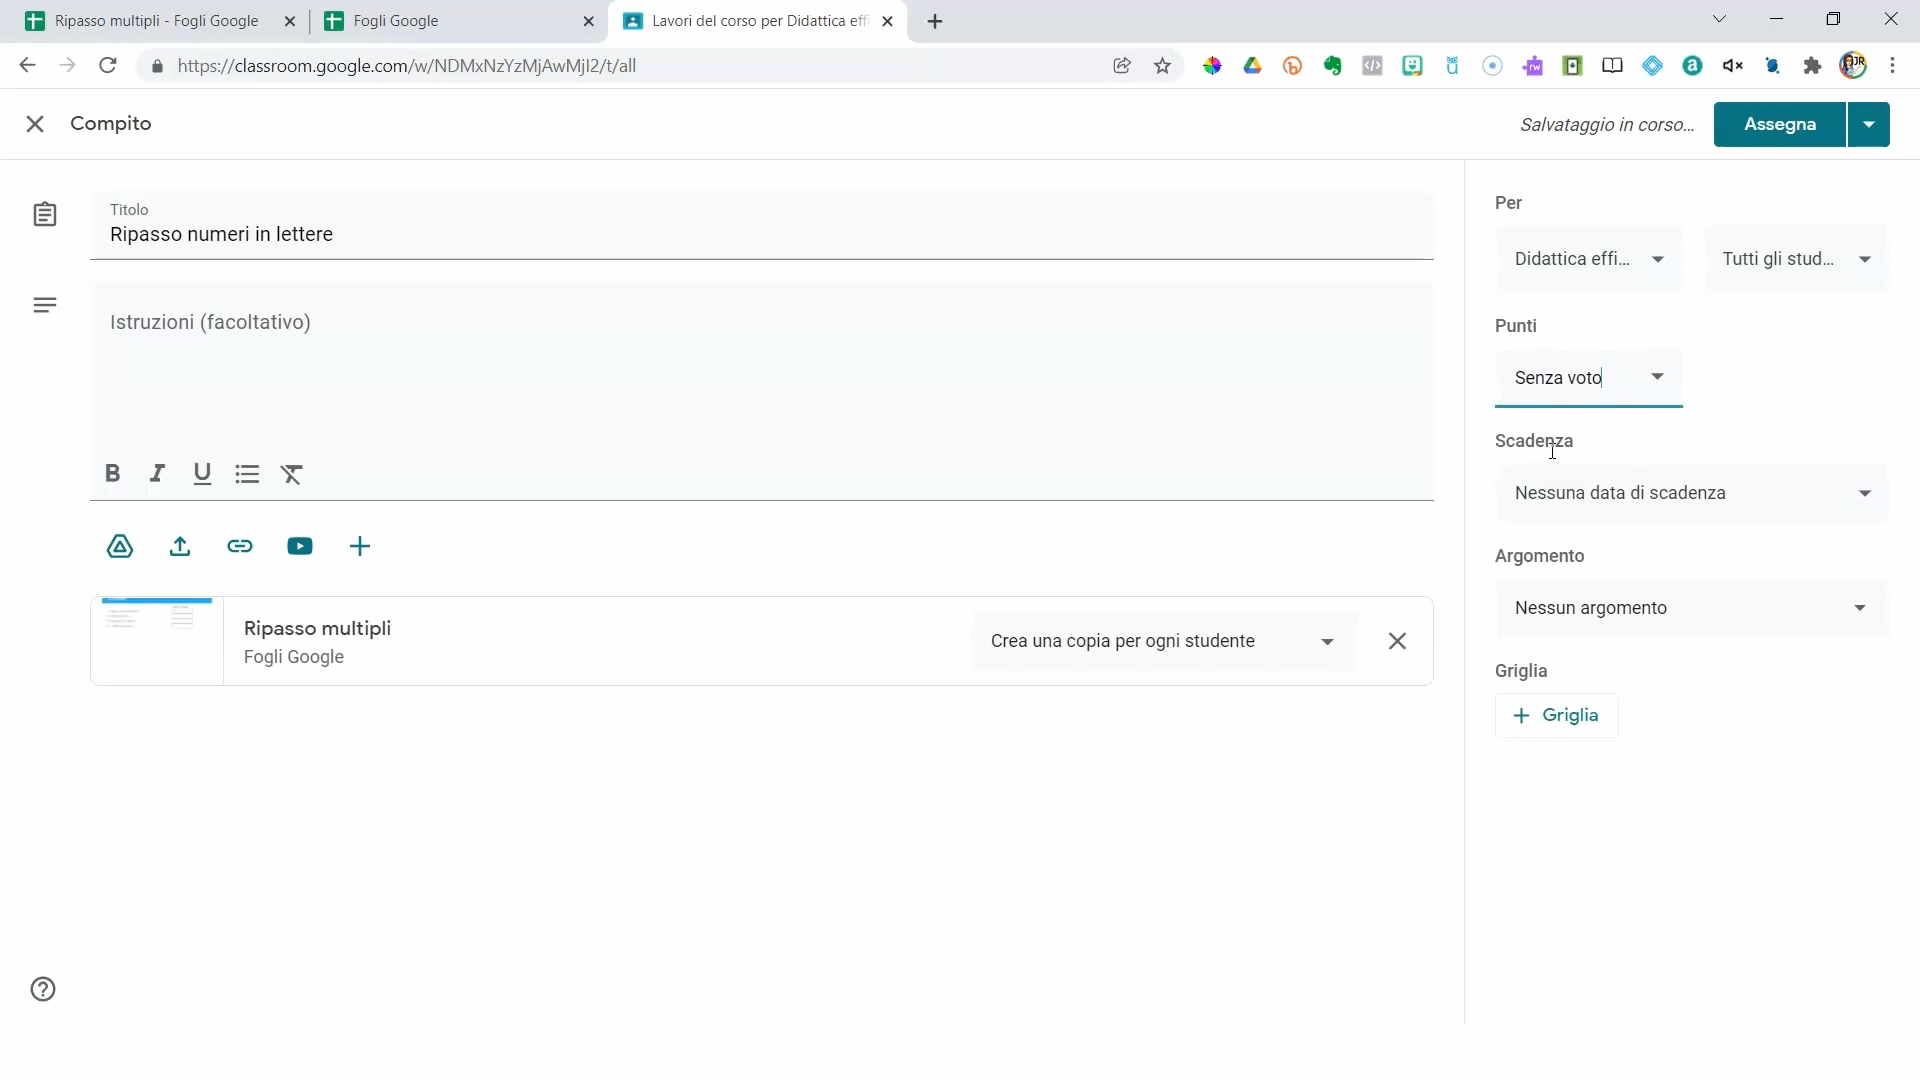 Ripasso multipli - Fogli Google
Fogli Google
Lavori del corso per Didattica effi
https://classroom.google.com/w/NDMxNzYzMjAwMjI2/t/all
Compito
Salvataggio in corso...
Assegna
Titolo
Ripasso numeri in lettere
Istruzioni (facoltativo)
Ripasso multipli
Fogli Google
Crea una copia per ogni studente
Per
Didattica effi...
Tutti gli stud...
Punti
Senza voto
Scadenza
Nessuna data di scadenza
Argomento
Nessun argomento
Griglia
Griglia